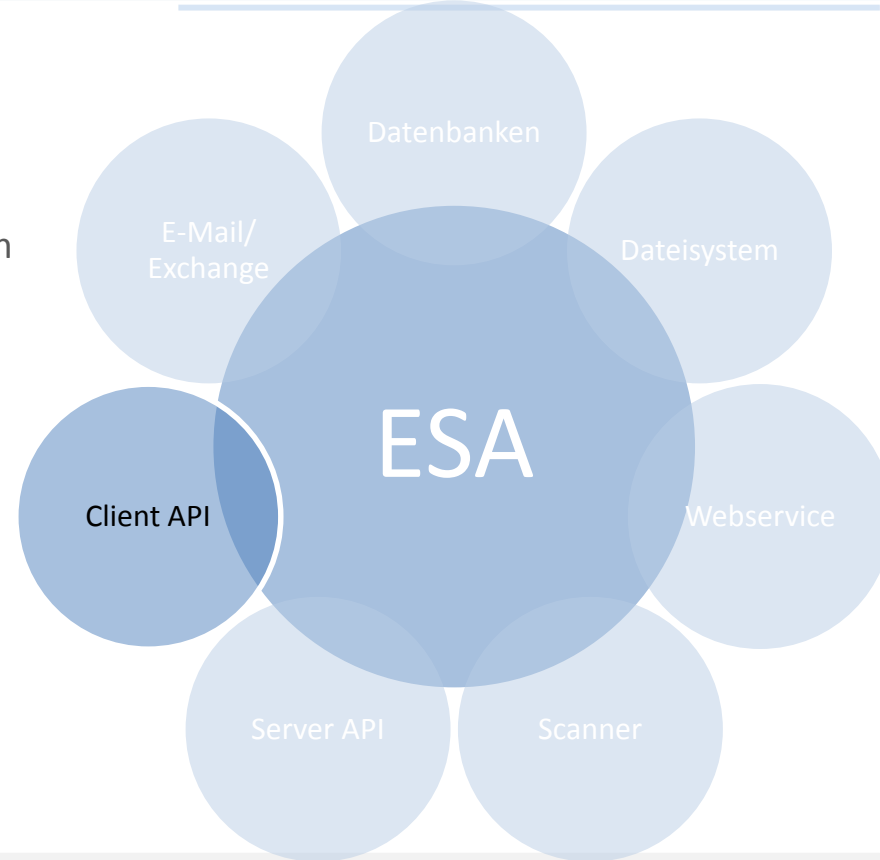 Datenbanken
E-Mail/
Exchange
Dateisystem
ESA
Client API
Webservice
Server API
Scanner